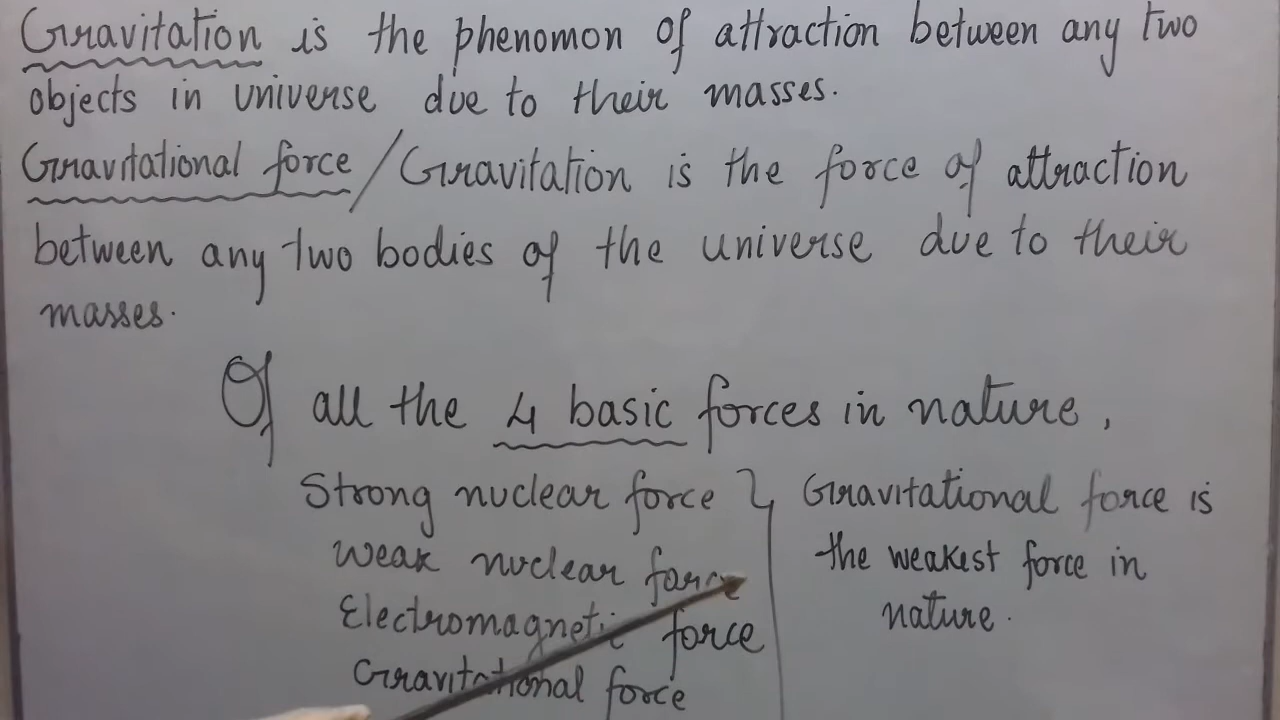 Gravitation is the phenomon of attraction between any two
objects in universe due to their masses.
Gravitational force/Gravitation is the force of attraction
between any two bodies of the universe due to their
masses.
Of all the 4 basic forces in nature,
Strong nuclear force
Weak nuclear force
Electromagnetic force
Gravitational force
Gravitational force is
the weakest force in
nature.